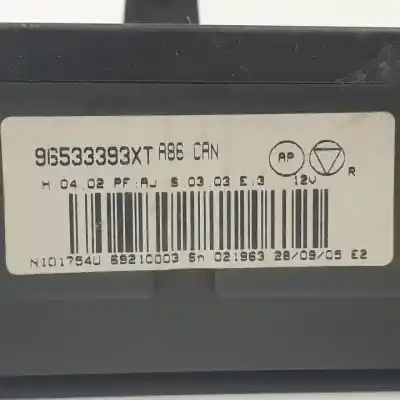 96533393XT A86 CAN
AP
R
H 04.02 PF:AJ S 03.03 E:3 12V
N101754U 69210003 Sn 021963 28/09/05 E2